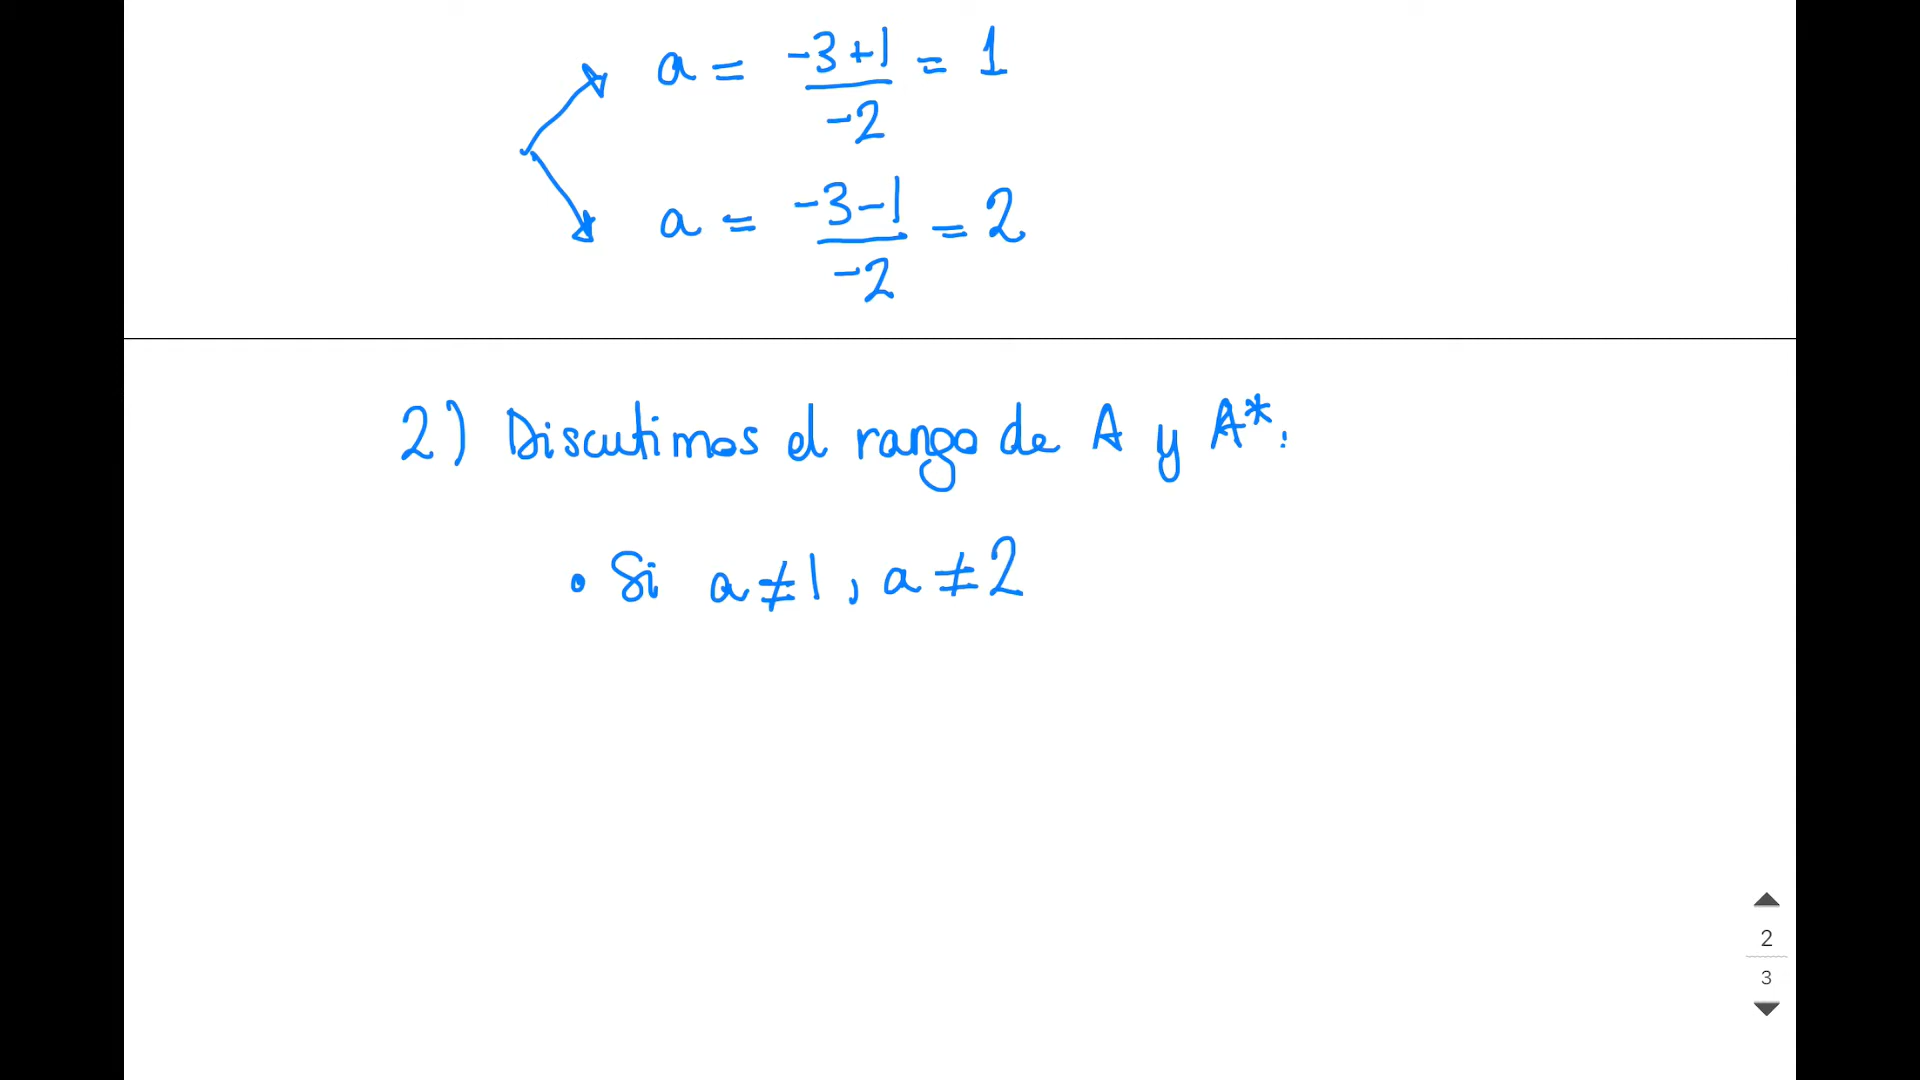 a = -3+1/-2 = 1
a = -3-1/-2 = 2
2) Discutimos el rango de A y A*:
• Si a≠1, a≠2
2
3